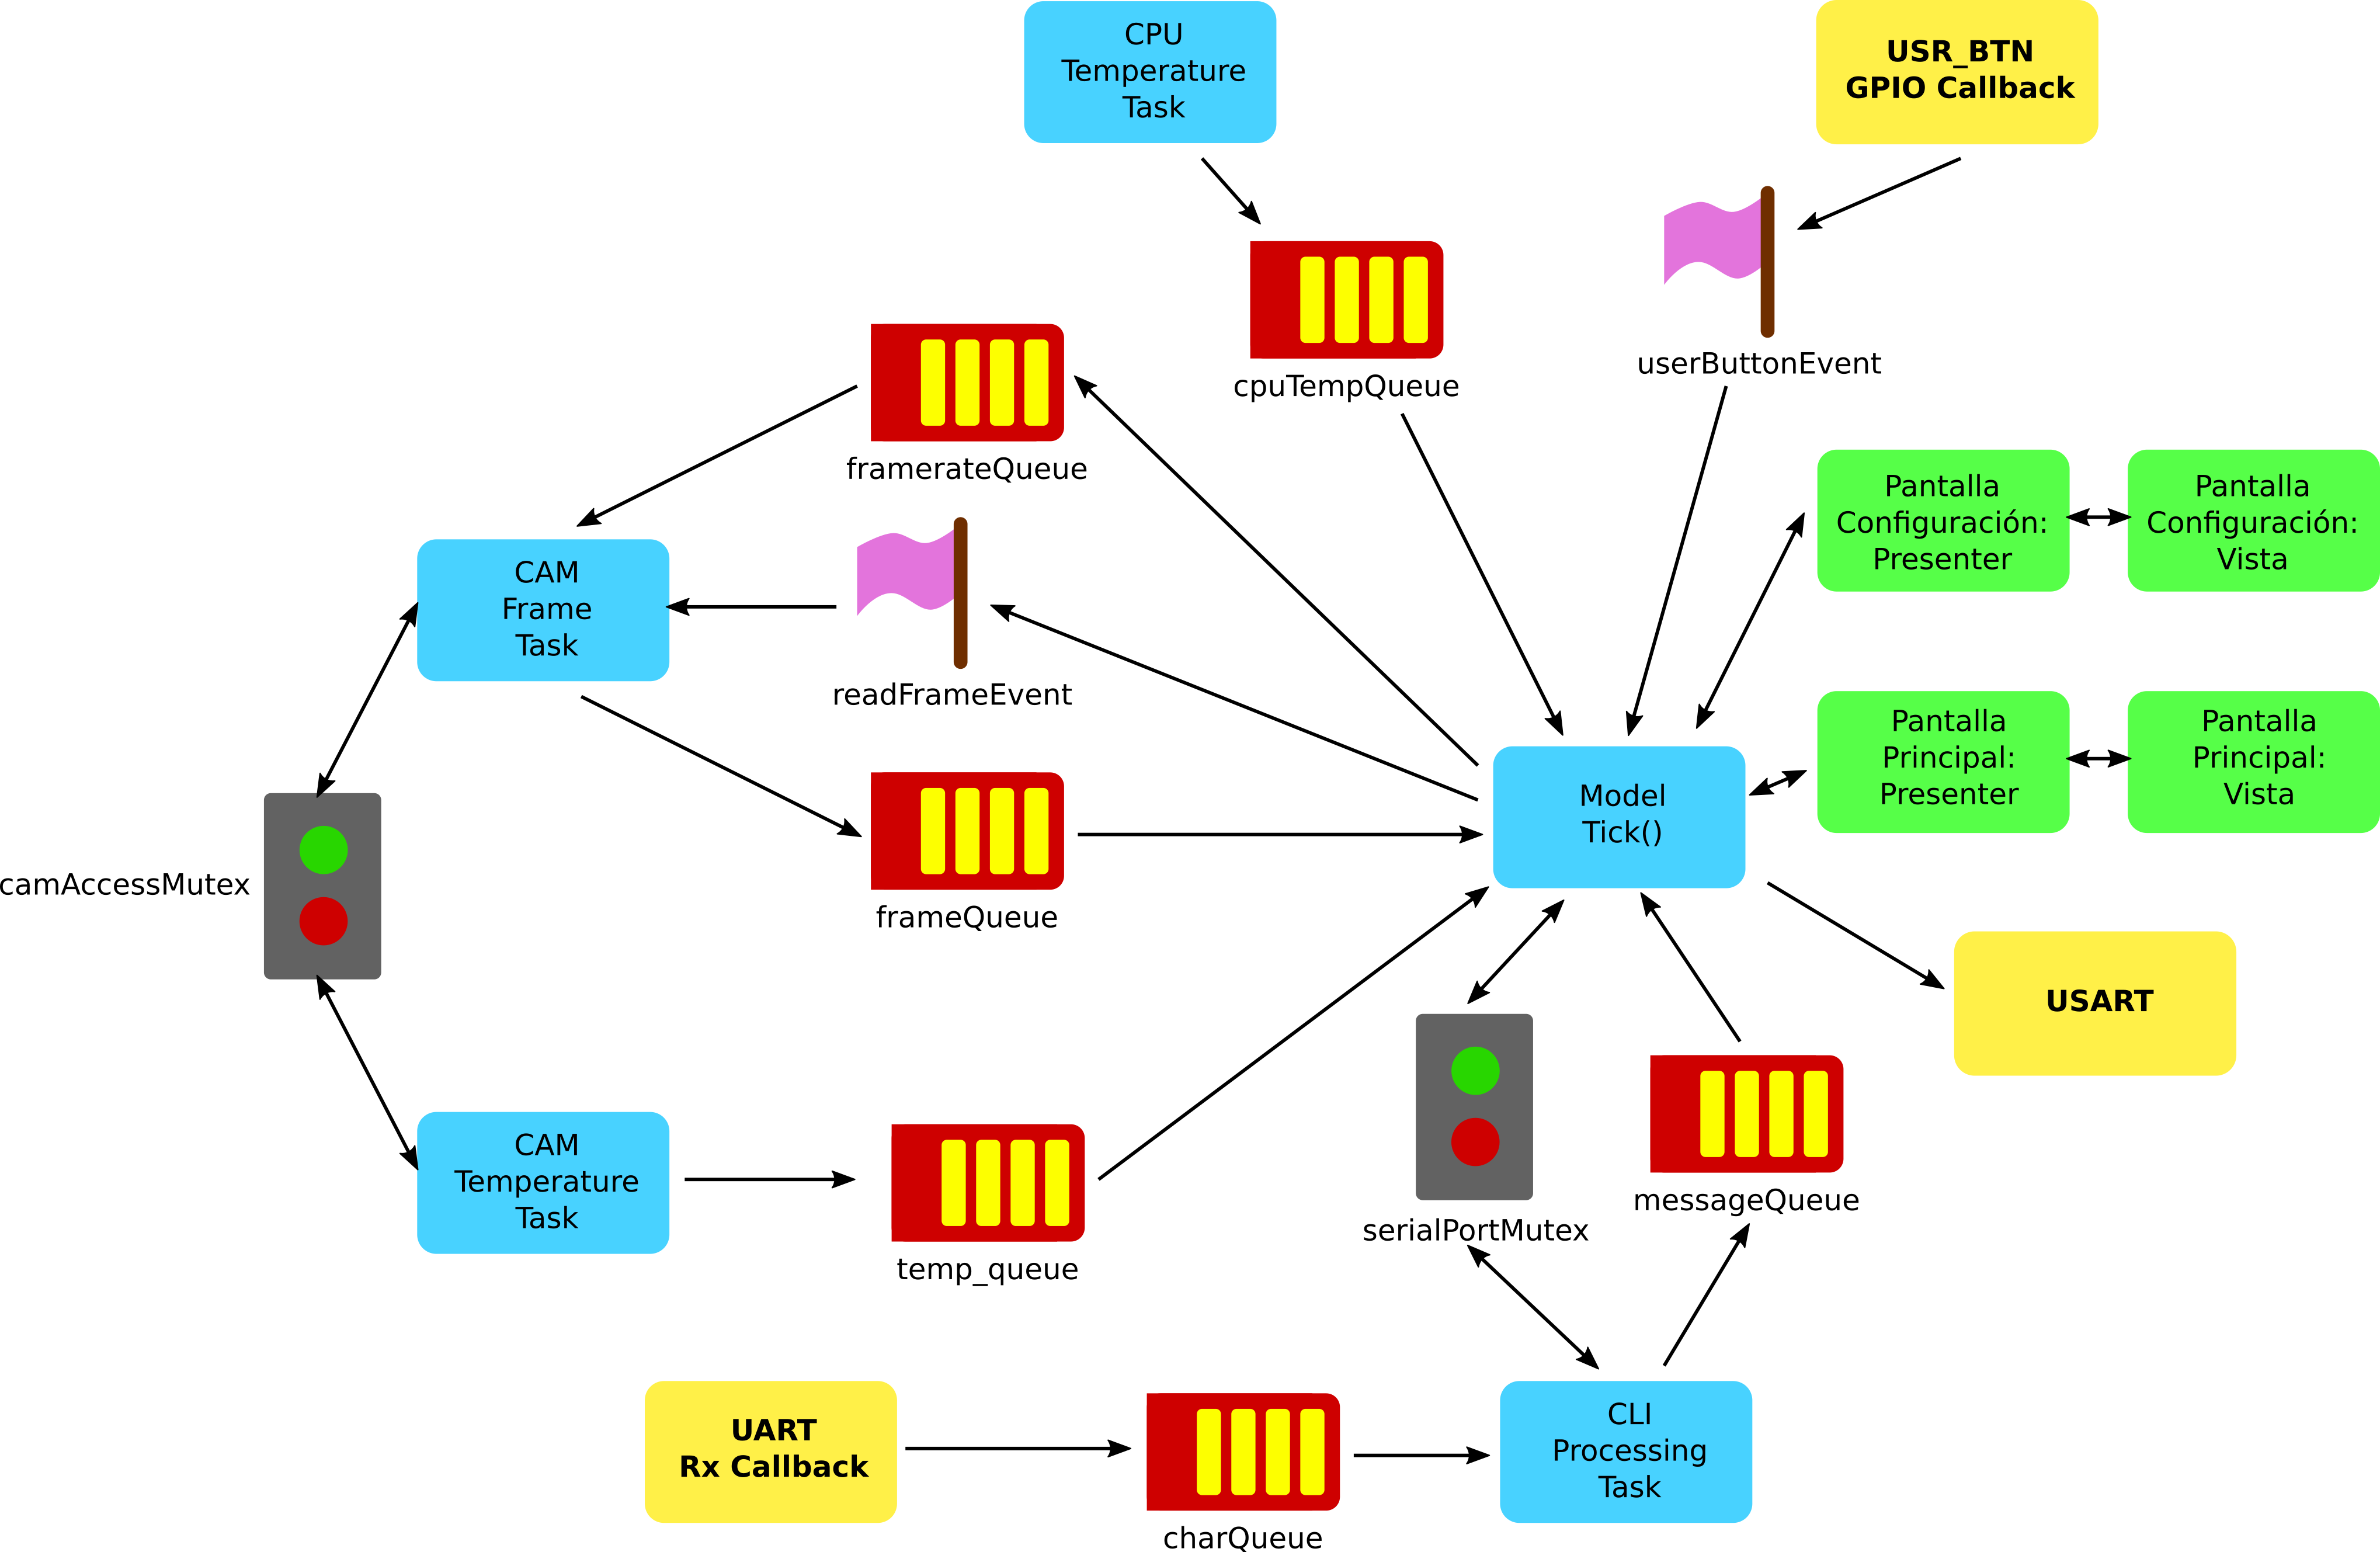 CPU
Temperature
Task
USR_BTN
GPIO Callback
cpuTempQueue
userButtonEvent
framerateQueue
Pantalla
Configuración:
Presenter
Pantalla
Configuración:
Vista
CAM
Frame
Task
readFrameEvent
Pantalla
Principal:
Presenter
Pantalla
Principal:
Vista
Model
Tick()
camAccessMutex
frameQueue
USART
CAM
Temperature
Task
temp_queue
serialPortMutex
messageQueue
UART
Rx Callback
charQueue
CLI
Processing
Task